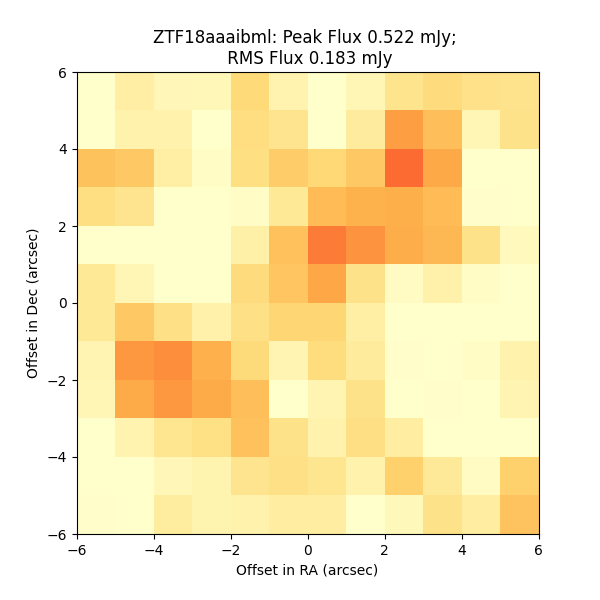 ZTF18aaaibml: Peak Flux 0.522 mJy;
RMS Flux 0.183 mJy
6
4
2
0
−2
−4
−6
Offset in Dec (arcsec)
−6 −4 −2 0 2 4 6
Offset in RA (arcsec)